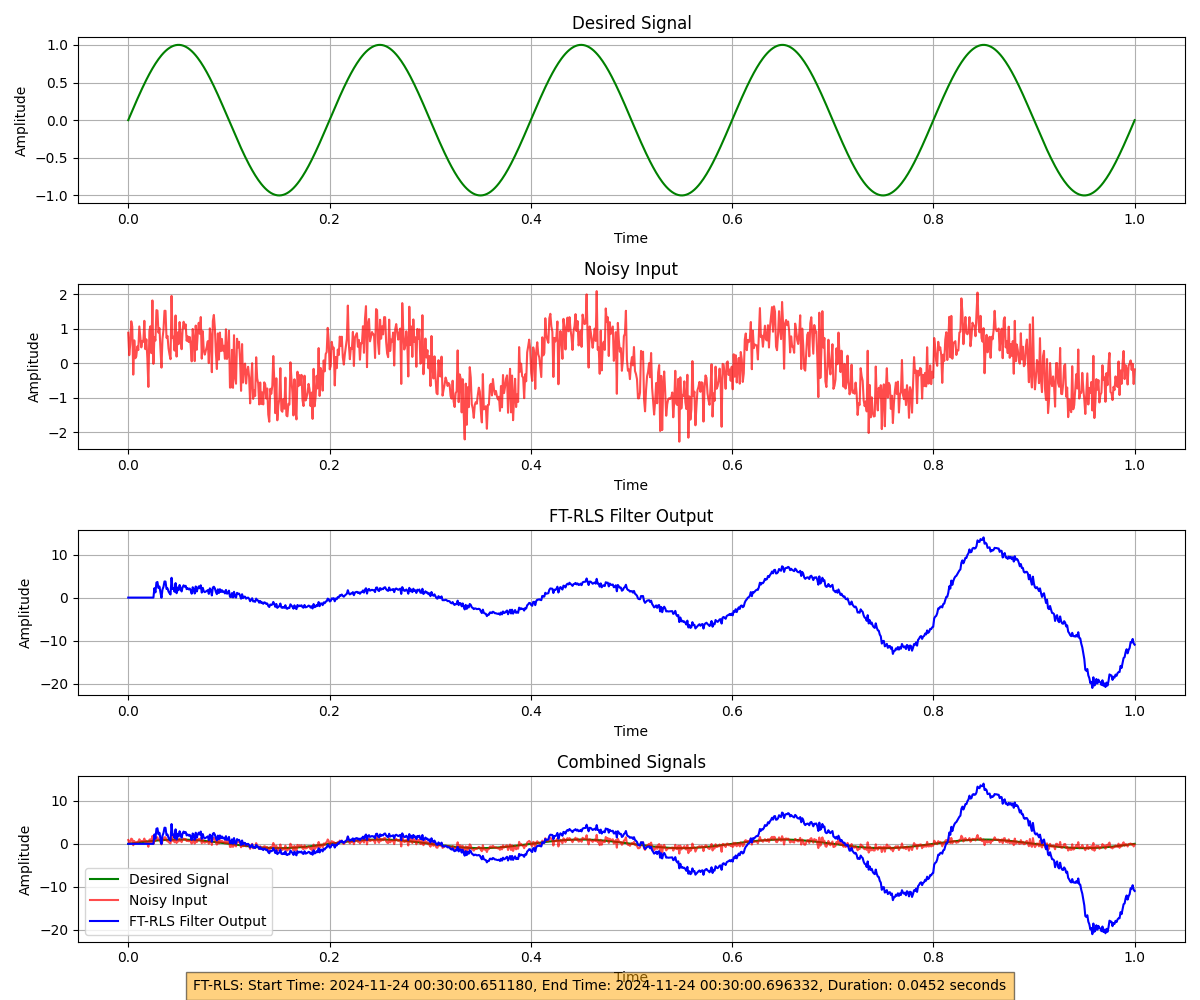 Desired Signal
1.0
0.5
0.0
−0.5
−1.0
Amplitude
0.0 0.2 0.4 0.6 0.8 1.0
Time
Noisy Input
2
1
0
−1
−2
Amplitude
0.0 0.2 0.4 0.6 0.8 1.0
Time
FT-RLS Filter Output
10
0
−10
−20
Amplitude
0.0 0.2 0.4 0.6 0.8 1.0
Time
Combined Signals
10
0
−10
−20
Amplitude
Desired Signal
Noisy Input
FT-RLS Filter Output
0.0 0.2 0.4 0.6 0.8 1.0
Time
FT-RLS: Start Time: 2024-11-24 00:30:00.651180, End Time: 2024-11-24 00:30:00.696332, Duration: 0.0452 seconds